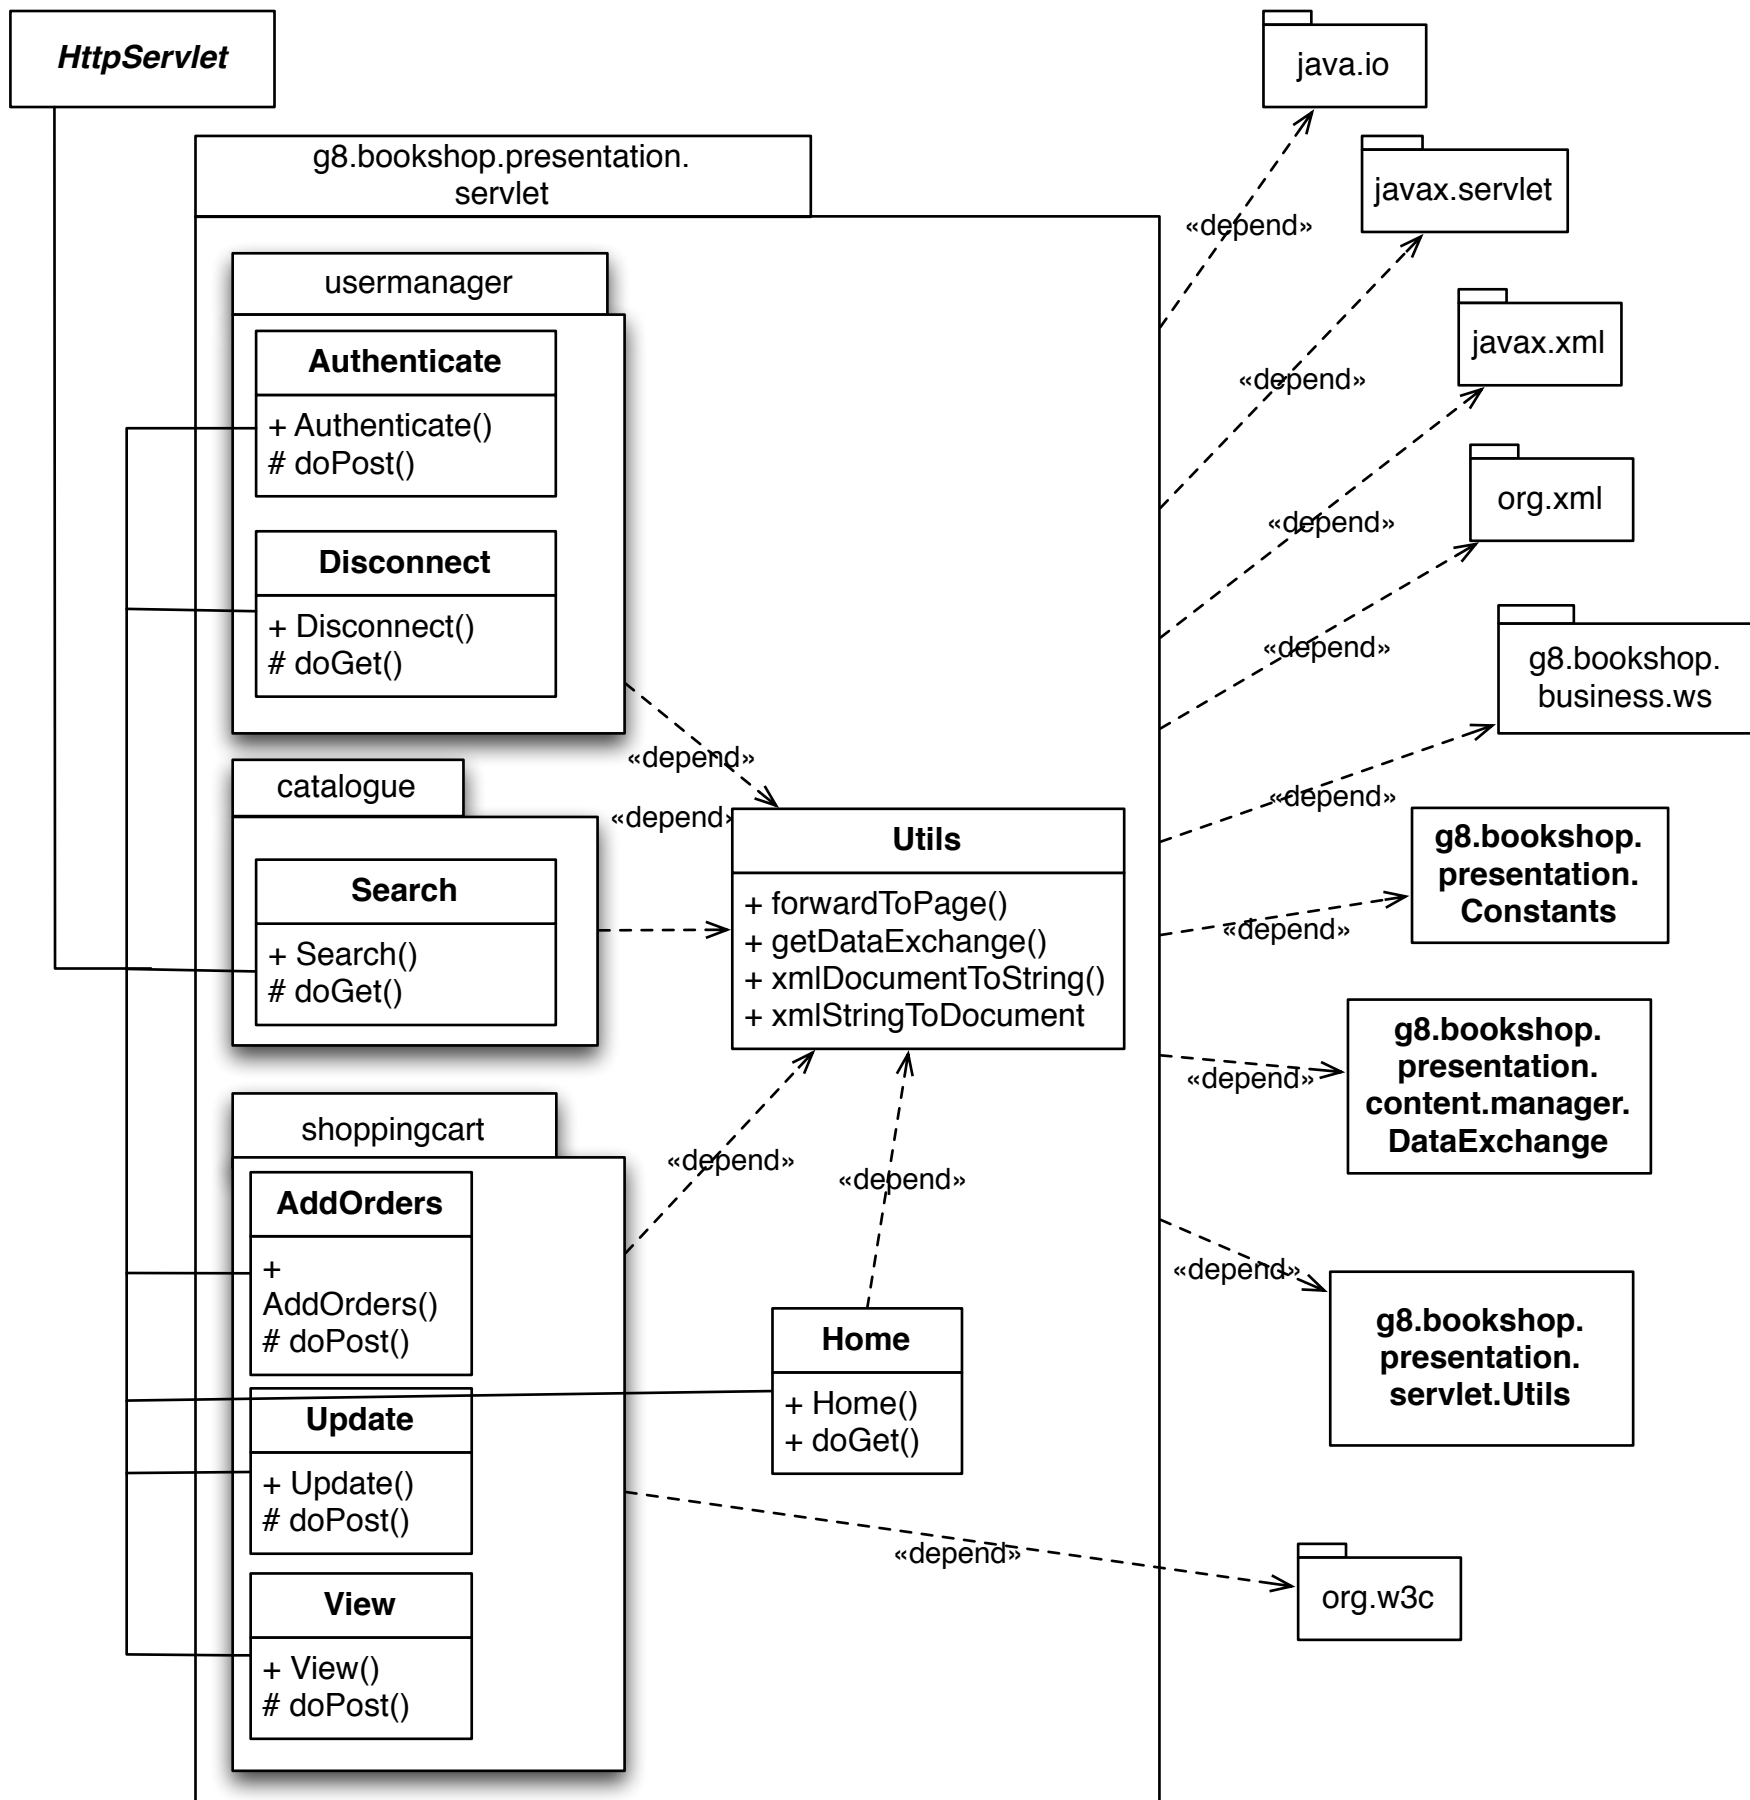 HttpServlet
g8.bookshop.presentation.
servlet
usermanager
Authenticate
+ Authenticate()
# doPost()
Disconnect
+ Disconnect()
# doGet()
«depend»
catalogue
Search
+ Search()
# doGet()
«depend»
Utils
+ forwardToPage()
+ getDataExchange()
+ xmlDocumentToString()
+ xmlStringToDocument
shoppingcart
AddOrders
+
AddOrders()
# doPost()
Update
+ Update()
# doPost()
View
+ View()
# doPost()
«depend»
«depend»
Home
+ Home()
+ doGet()
«depend»
java.io
«depend»
javax.servlet
«depend»
javax.xml
«depend»
org.xml
«depend»
g8.bookshop.
business.ws
«depend»
g8.bookshop.
presentation.
Constants
«depend»
g8.bookshop.
presentation.
content.manager.
DataExchange
«depend»
g8.bookshop.
presentation.
servlet.Utils
«depend»
org.w3c